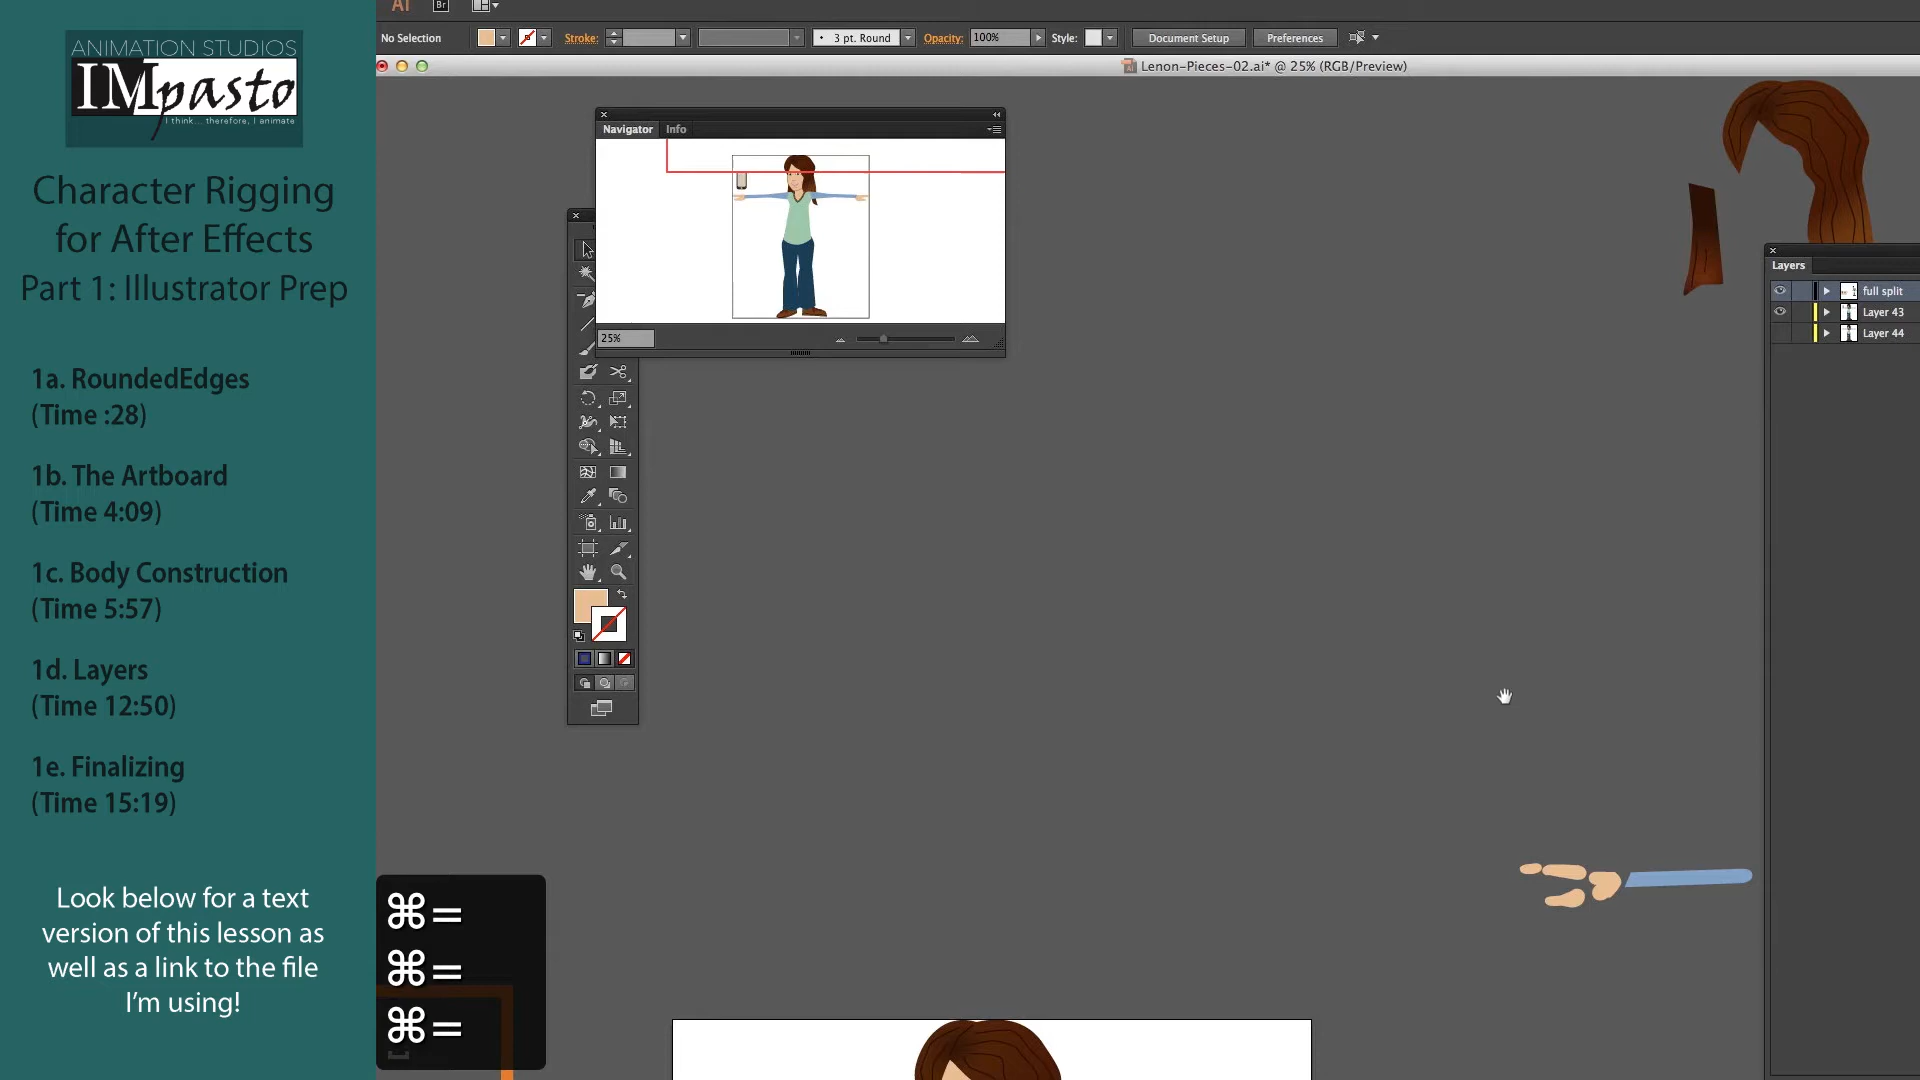 ANIMATION STUDIOS
IMpasto
I think... therefore, I animate
Character Rigging
for After Effects
Part 1: Illustrator Prep
1a. RoundedEdges
(Time :28)
1b. The Artboard
(Time 4:09)
1c. Body Construction
(Time 5:57)
1d. Layers
(Time 12:50)
1e. Finalizing
(Time 15:19)
Look below for a text
version of this lesson as
well as a link to the file
I'm using!
Ai Br
No Selection Stroke: 3 pt. Round Opacity: 100% Style: Document Setup Preferences
Lenon-Pieces-02.ai* @ 25% (RGB/Preview)
Navigator Info
25%
Layers
full split
Layer 43
Layer 44
⌘=
⌘=
⌘=